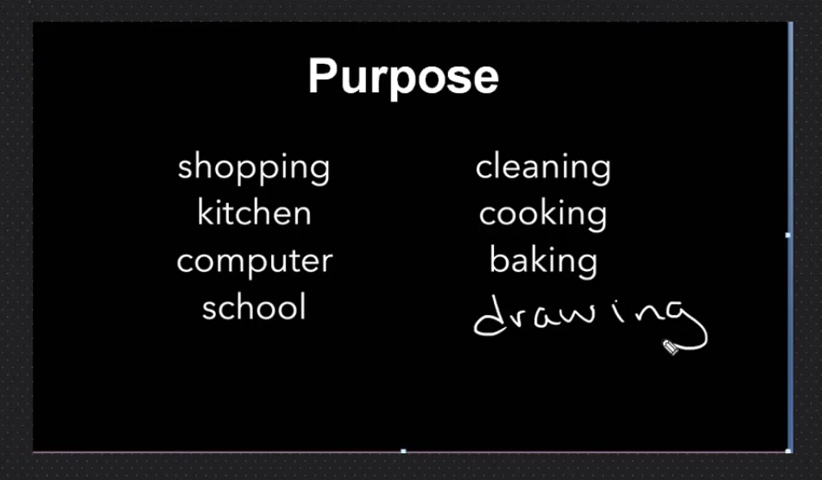 Purpose
shopping
kitchen
computer
school
cleaning
cooking
baking
drawing